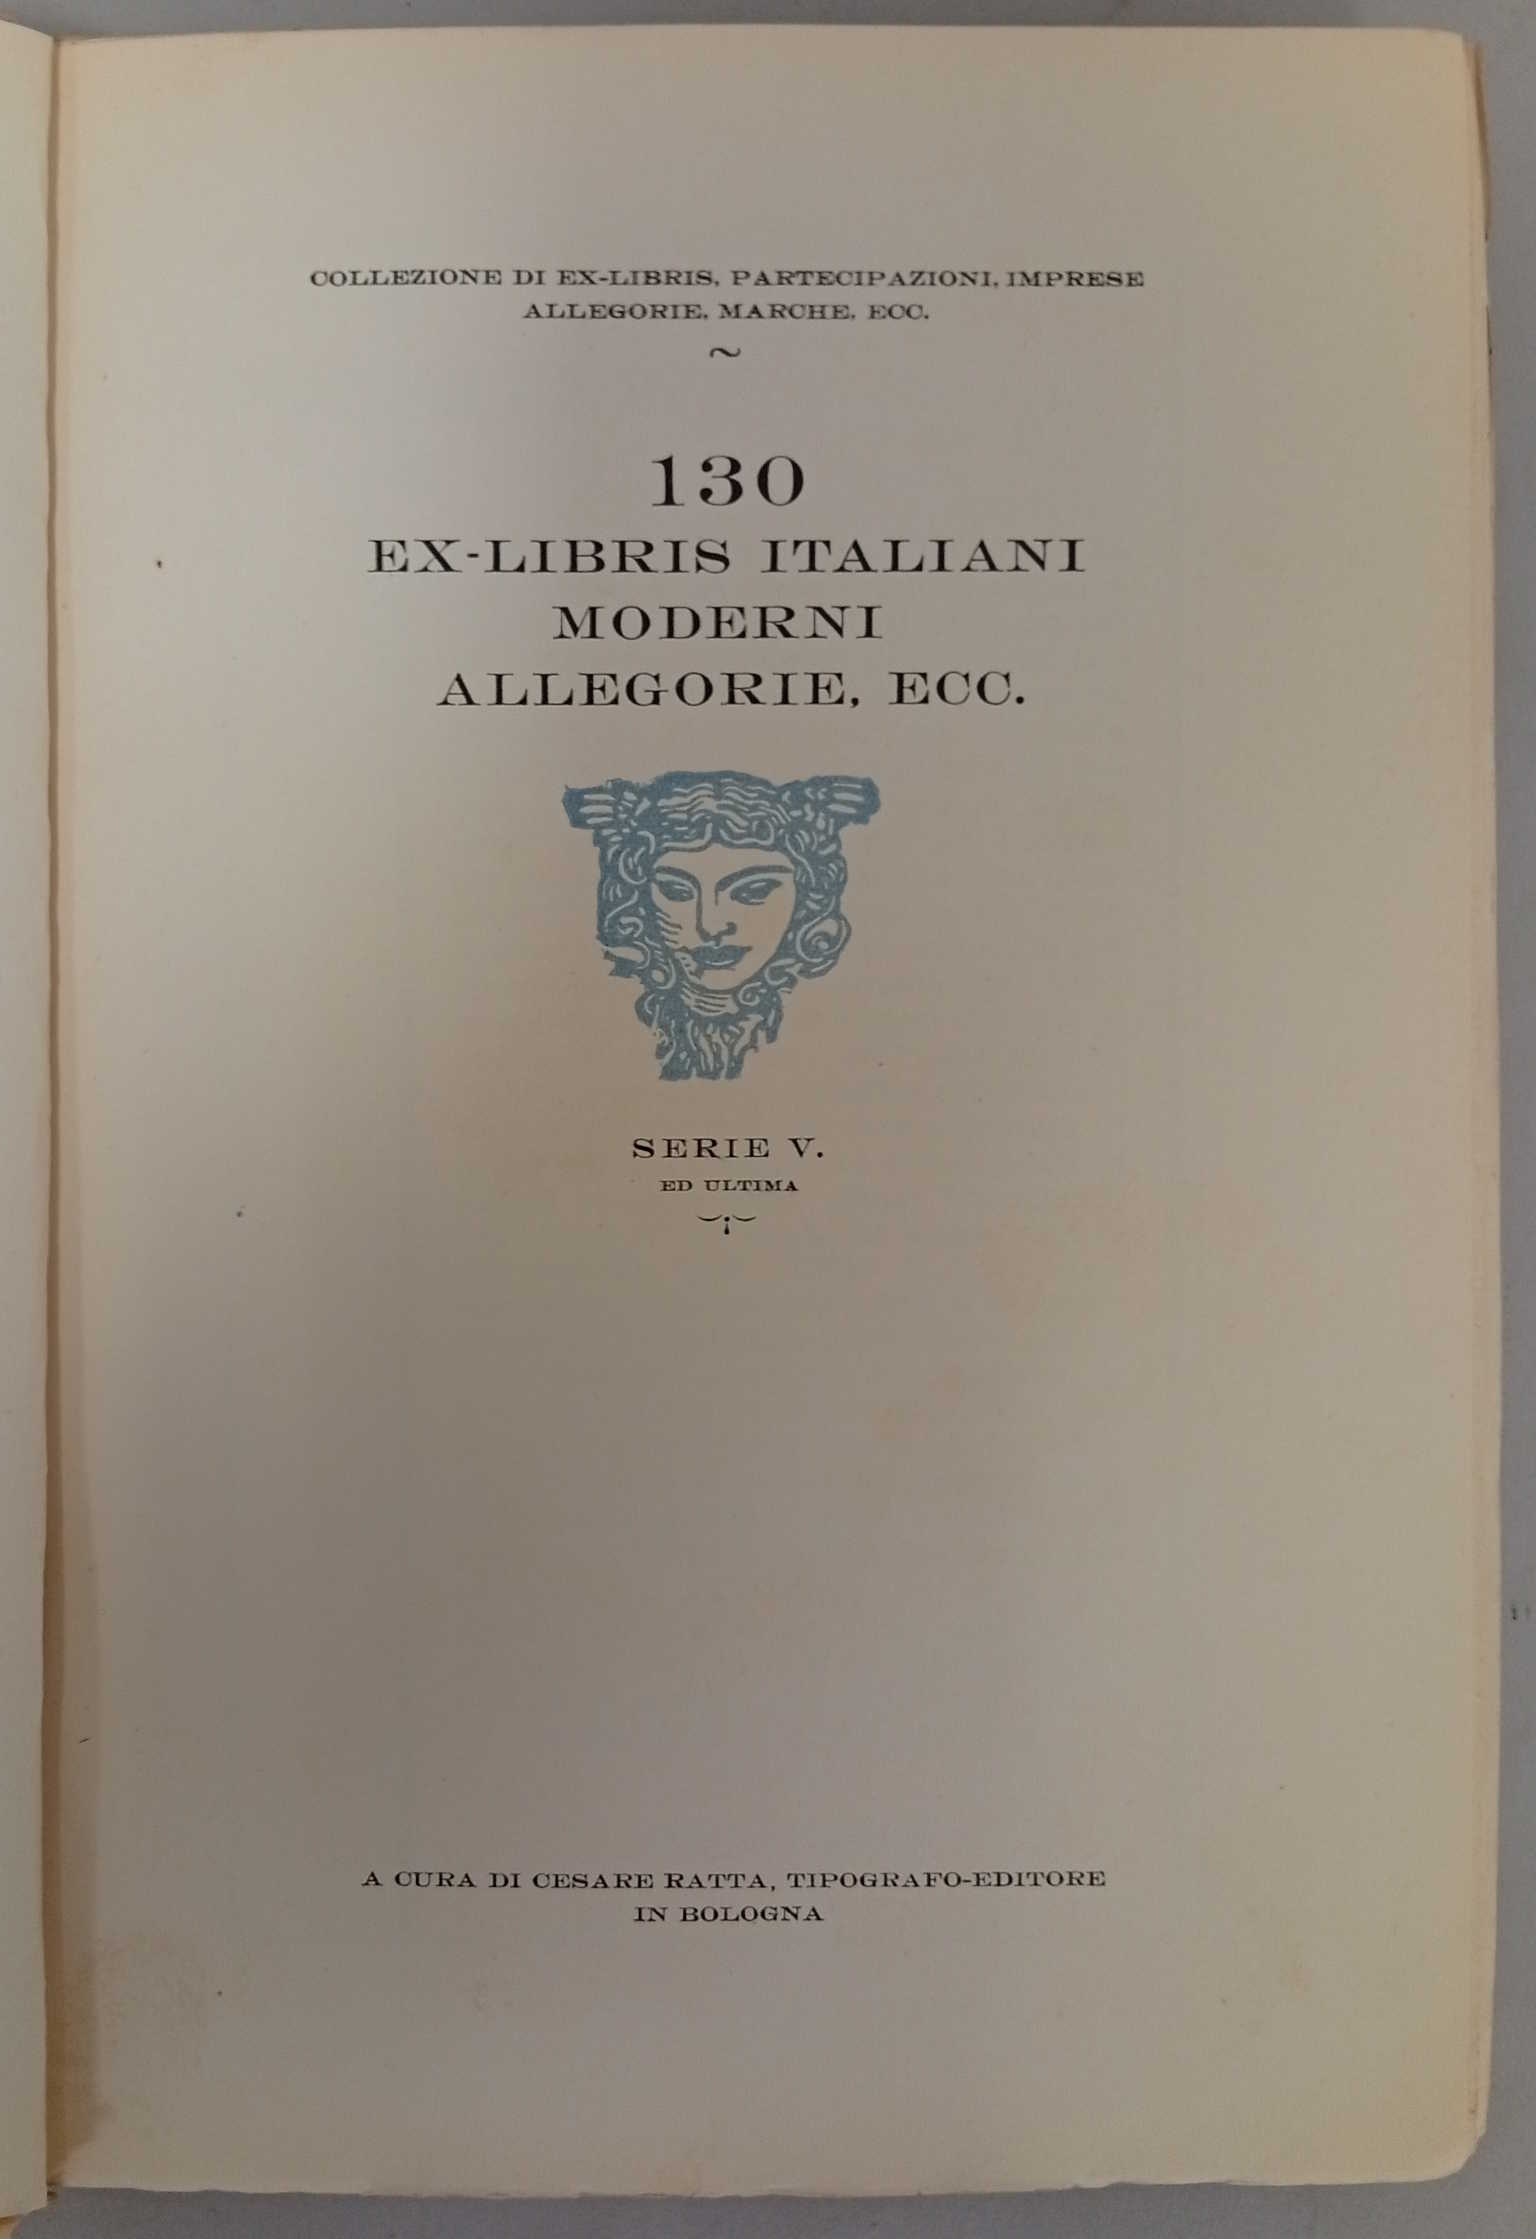 COLLEZIONE DI EX-LIBRIS, PARTECIPAZIONI, IMPRESE
ALLEGORIE, MARCHE, ECC.
130
EX-LIBRIS ITALIANI
MODERNI
ALLEGORIE, ECC.
SERIE V.
ED ULTIMA
A CURA DI CESARE RATTA, TIPOGRAFO-EDITORE
IN BOLOGNA